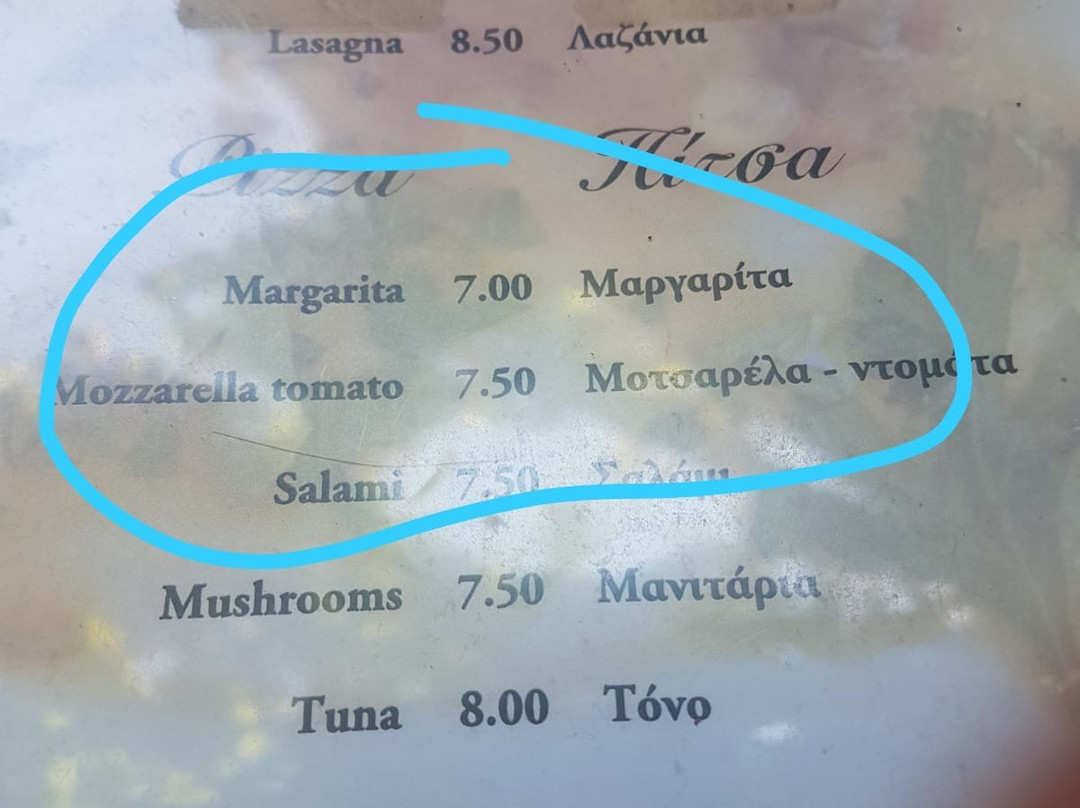 Lasagna 8.50 Λαζάνια
Pizza Πίτσα
Margarita 7.00 Μαργαρίτα
Mozzarella tomato 7.50 Μοτσαρέλα - ντομάτα
Salami 7.50 Σαλάμι
Mushrooms 7.50 Μανιτάρια
Tuna 8.00 Τόνο